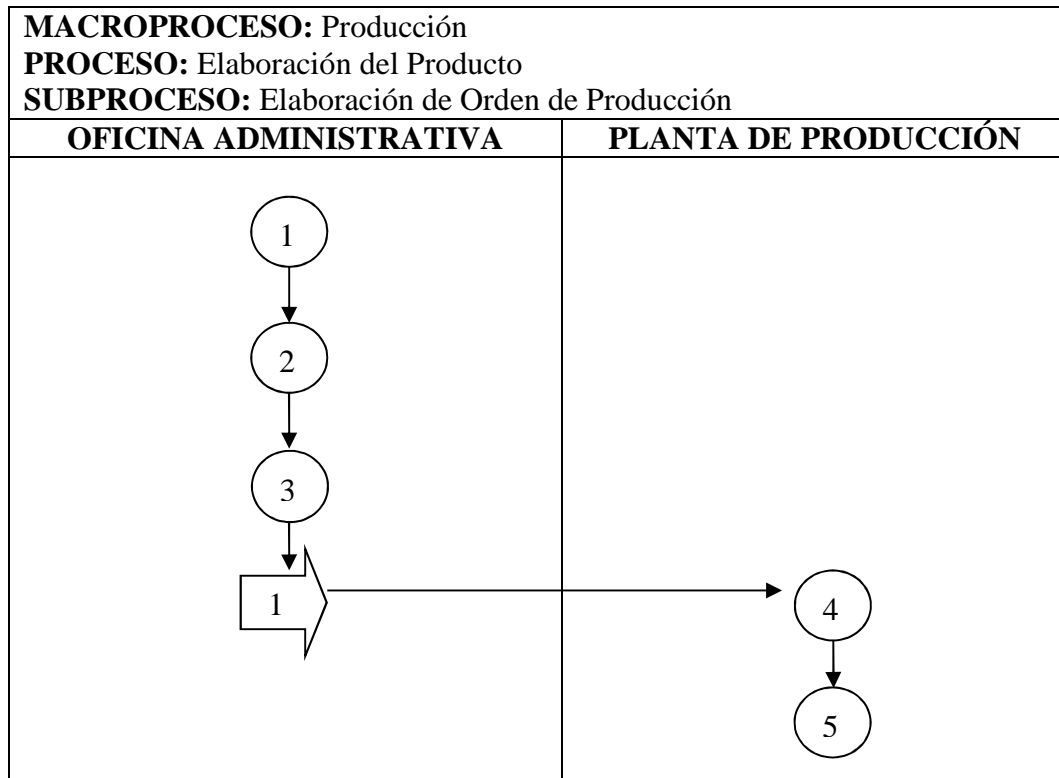 MACROPROCESO: Producción
PROCESO: Elaboración del Producto
SUBPROCESO: Elaboración de Orden de Producción
OFICINA ADMINISTRATIVA
PLANTA DE PRODUCCIÓN
1
2
3
1
4
5